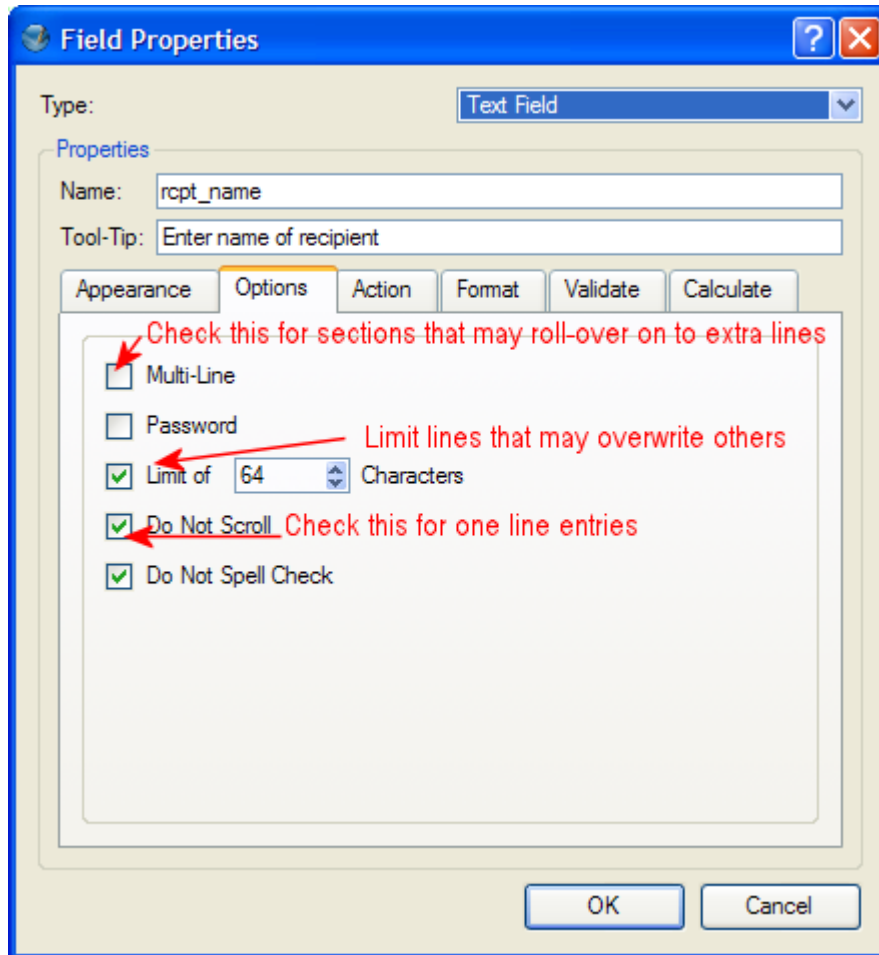 Field Properties
Type: Text Field
Properties
Name: rcpt_name
Tool-Tip: Enter name of recipient
Appearance Options Action Format Validate Calculate
Check this for sections that may roll-over on to extra lines
Multi-Line
Password
Limit lines that may overwrite others
Limit of 64 Characters
Do Not Scroll Check this for one line entries
Do Not Spell Check
OK Cancel